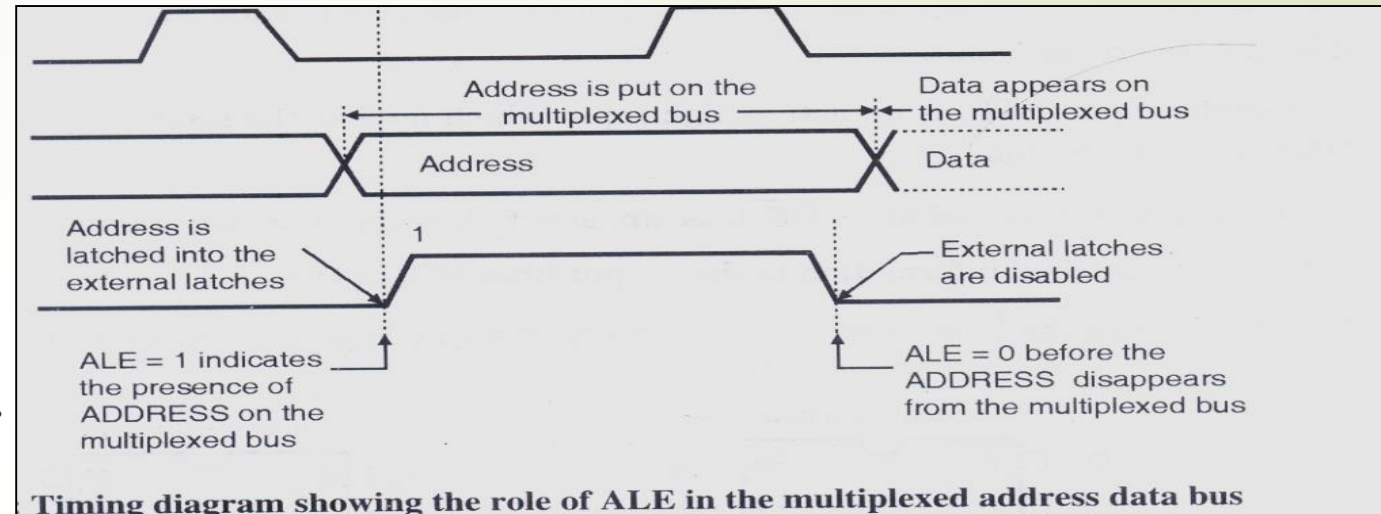 Address is put on the
multiplexed bus
Data appears on
the multiplexed bus
Address
Data
Address is
latched into the
external latches
1
External latches
are disabled
ALE = 1 indicates
the presence of
ADDRESS on the
multiplexed bus
ALE = 0 before the
ADDRESS disappears
from the multiplexed bus
: Timing diagram showing the role of ALE in the multiplexed address data bus